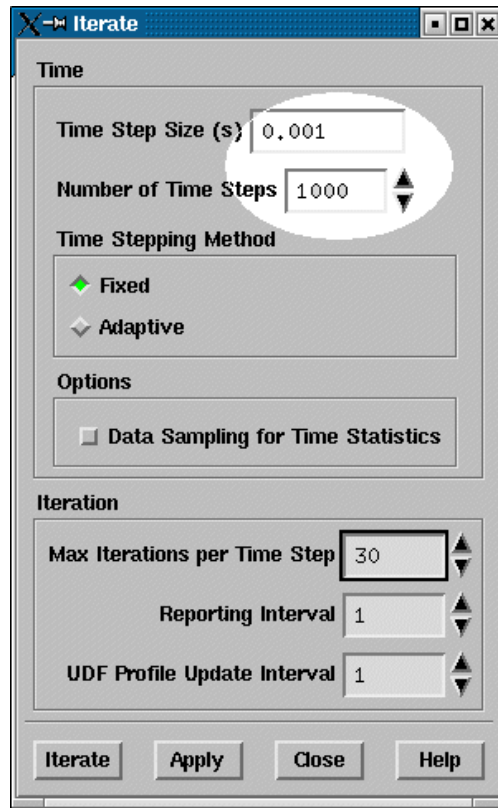 Iterate
Time
Time Step Size (s) 0.001
Number of Time Steps 1000
Time Stepping Method
Fixed
Adaptive
Options
Data Sampling for Time Statistics
Iteration
Max Iterations per Time Step 30
Reporting Interval 1
UDF Profile Update Interval 1
Iterate Apply Close Help